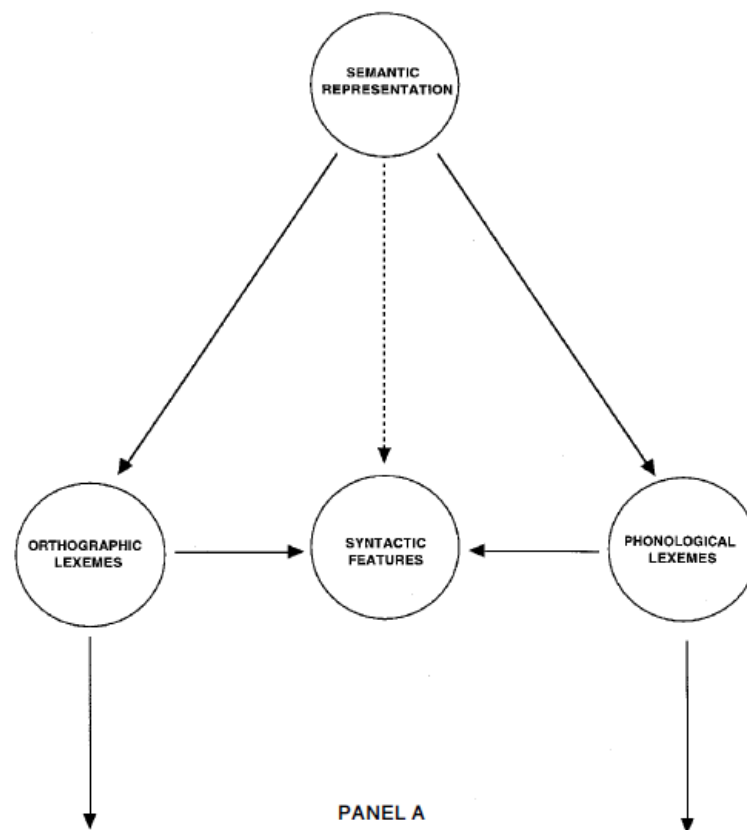 SEMANTIC
REPRESENTATION
ORTHOGRAPHIC
LEXEMES
SYNTACTIC
FEATURES
PHONOLOGICAL
LEXEMES
PANEL A